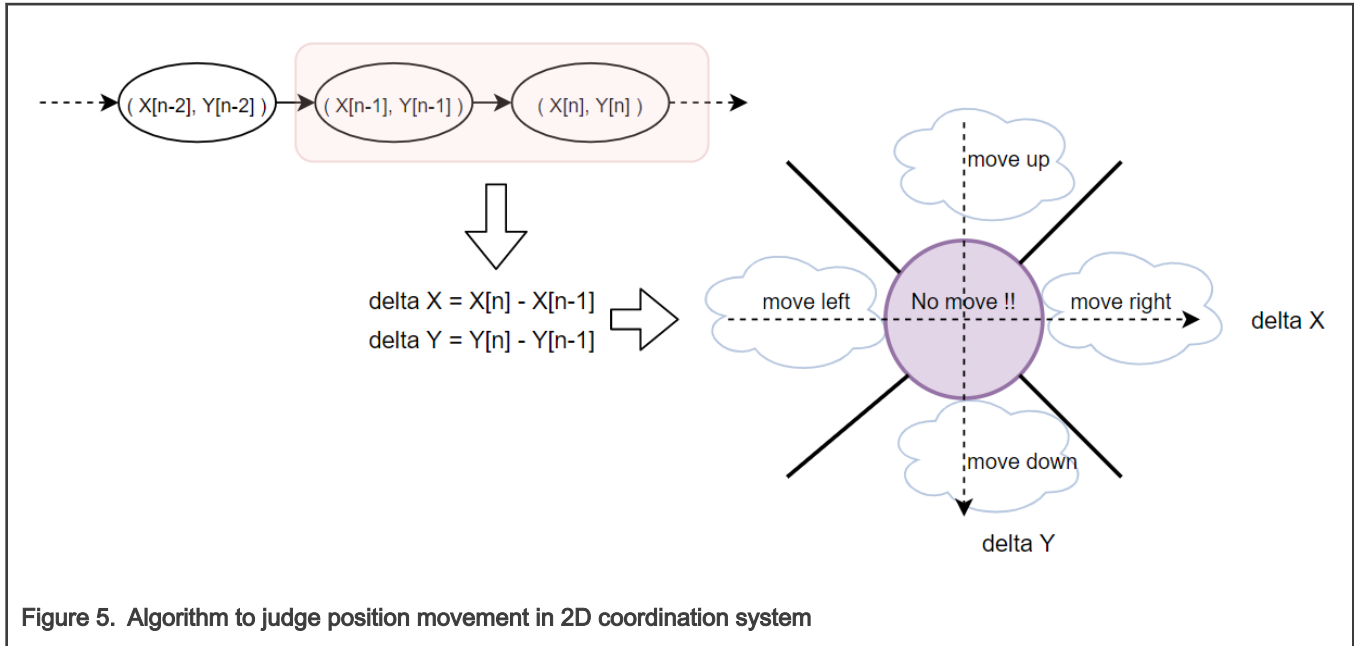 ( X[n-2], Y[n-2] )
( X[n-1], Y[n-1] )
( X[n], Y[n] )
delta X = X[n] - X[n-1]
delta Y = Y[n] - Y[n-1]
move up
move left
No move !!
move right
delta X
move down
delta Y
Figure 5. Algorithm to judge position movement in 2D coordination system